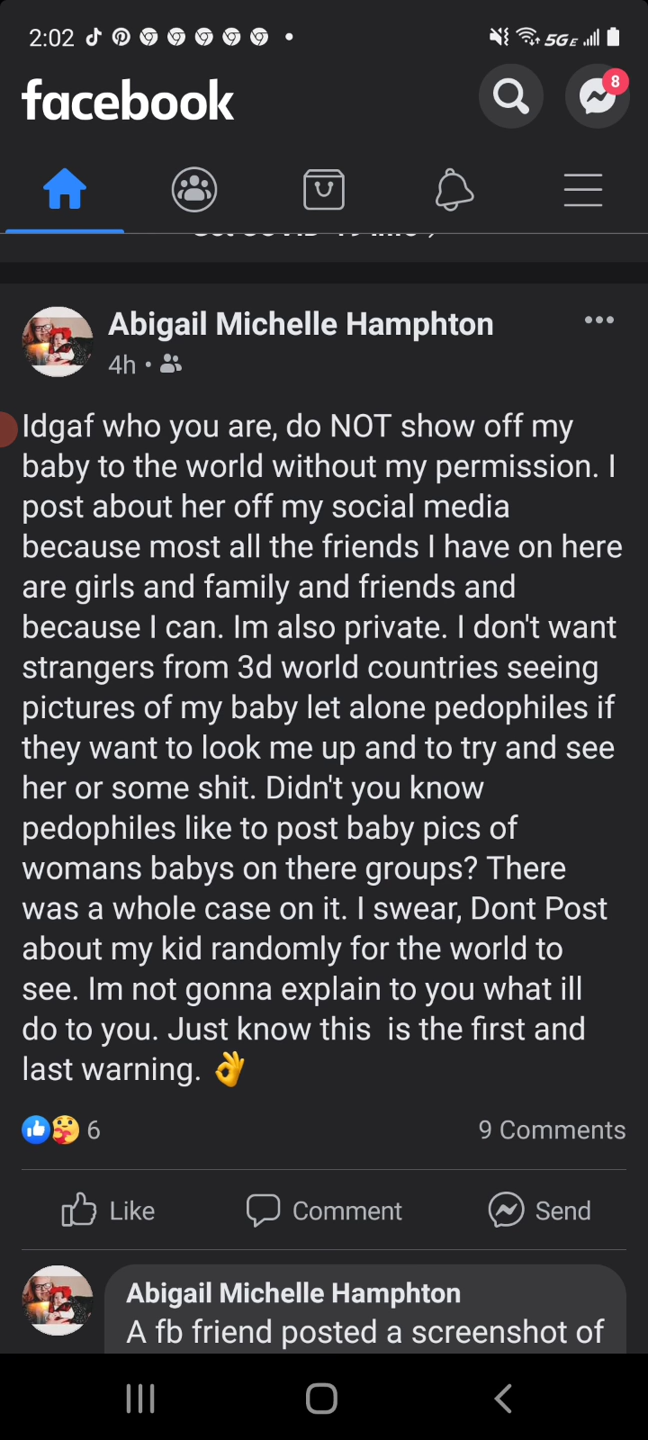 2:02
5GE
facebook
8
Abigail Michelle Hamphton
4h
Idgaf who you are, do NOT show off my
baby to the world without my permission. I
post about her off my social media
because most all the friends I have on here
are girls and family and friends and
because I can. Im also private. I don't want
strangers from 3d world countries seeing
pictures of my baby let alone pedophiles if
they want to look me up and to try and see
her or some shit. Didn't you know
pedophiles like to post baby pics of
womans babys on there groups? There
was a whole case on it. I swear, Dont Post
about my kid randomly for the world to
see. Im not gonna explain to you what ill
do to you. Just know this  is the first and
last warning. 👌
6
9 Comments
Like
Comment
Send
Abigail Michelle Hamphton
A fb friend posted a screenshot of